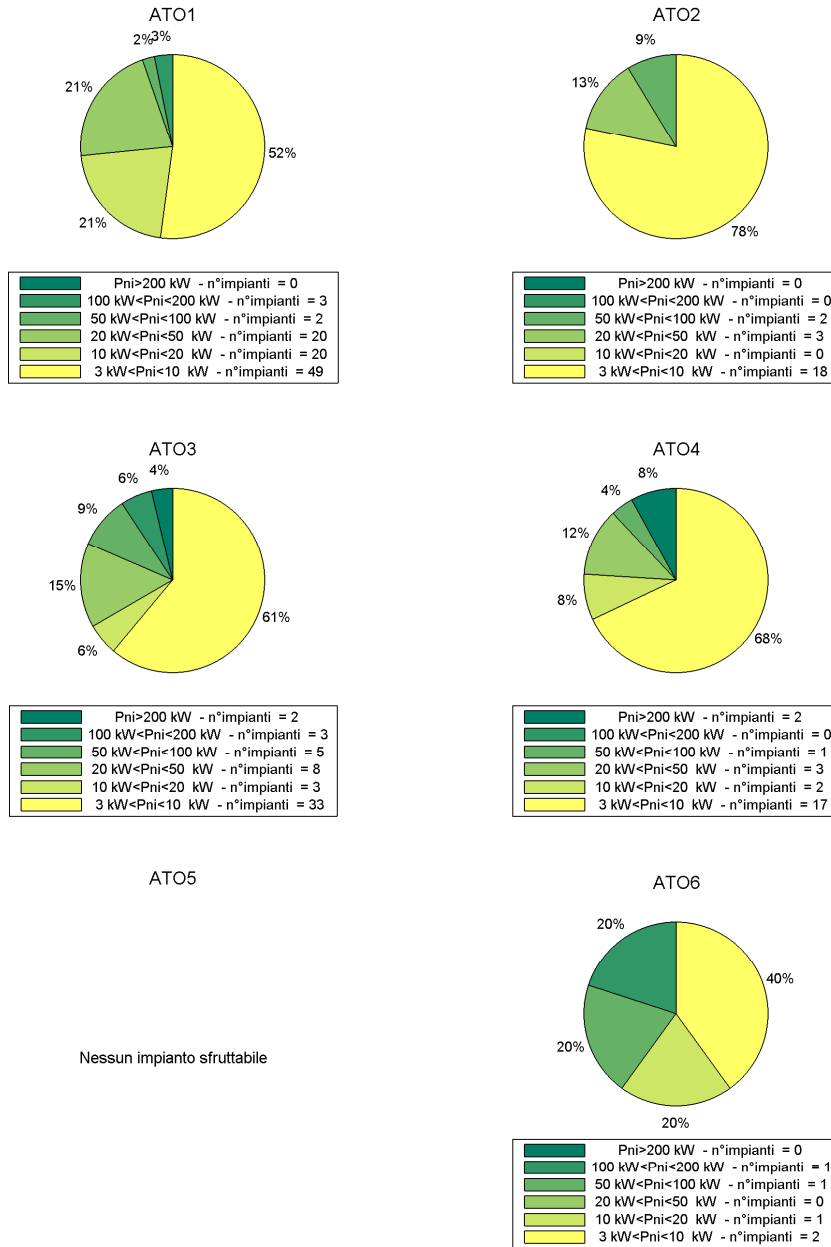 ATO1
2%
3%
21%
52%
21%
Pni>200 kW - n°impianti = 0
100 kW<Pni<200 kW - n°impianti = 3
50 kW<Pni<100 kW - n°impianti = 2
20 kW<Pni<50 kW - n°impianti = 20
10 kW<Pni<20 kW - n°impianti = 20
3 kW<Pni<10 kW - n°impianti = 49
ATO2
9%
13%
78%
Pni>200 kW - n°impianti = 0
100 kW<Pni<200 kW - n°impianti = 0
50 kW<Pni<100 kW - n°impianti = 2
20 kW<Pni<50 kW - n°impianti = 3
10 kW<Pni<20 kW - n°impianti = 0
3 kW<Pni<10 kW - n°impianti = 18
ATO3
4%
6%
9%
15%
61%
6%
Pni>200 kW - n°impianti = 2
100 kW<Pni<200 kW - n°impianti = 3
50 kW<Pni<100 kW - n°impianti = 5
20 kW<Pni<50 kW - n°impianti = 8
10 kW<Pni<20 kW - n°impianti = 3
3 kW<Pni<10 kW - n°impianti = 33
ATO4
8%
4%
12%
8%
68%
Pni>200 kW - n°impianti = 2
100 kW<Pni<200 kW - n°impianti = 0
50 kW<Pni<100 kW - n°impianti = 1
20 kW<Pni<50 kW - n°impianti = 3
10 kW<Pni<20 kW - n°impianti = 2
3 kW<Pni<10 kW - n°impianti = 17
ATO5
Nessun impianto sfruttabile
ATO6
20%
40%
20%
20%
Pni>200 kW - n°impianti = 0
100 kW<Pni<200 kW - n°impianti = 1
50 kW<Pni<100 kW - n°impianti = 1
20 kW<Pni<50 kW - n°impianti = 0
10 kW<Pni<20 kW - n°impianti = 1
3 kW<Pni<10 kW - n°impianti = 2